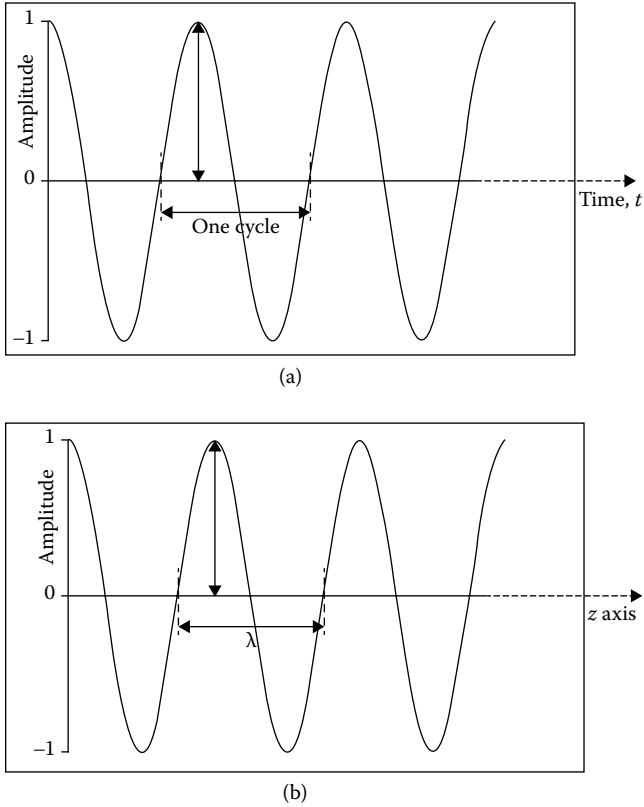 1
Amplitude
0
Time, t
One cycle
−1
(a)
1
Amplitude
0
z axis
λ
−1
(b)